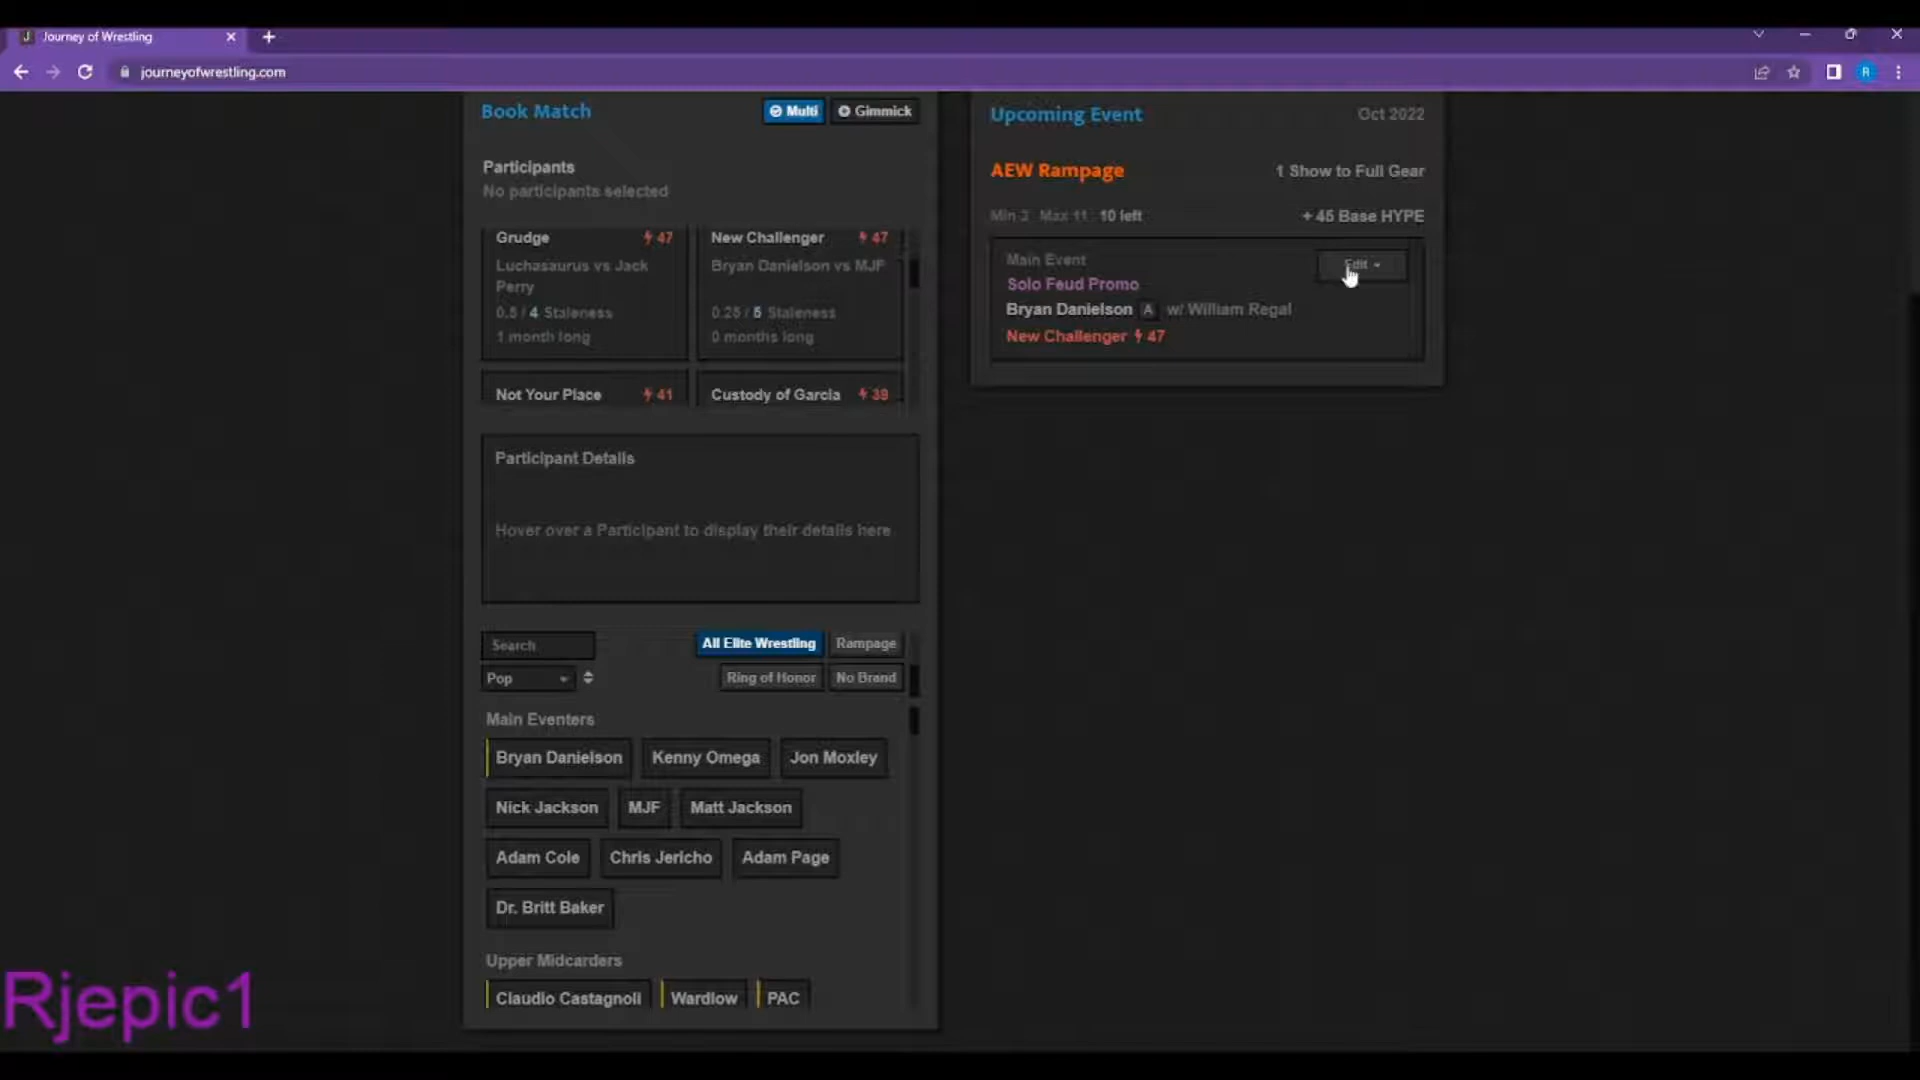 Journey of Wrestling
journeyofwrestling.com
R
Book Match
Multi
Gimmick
Participants
No participants selected
Grudge 47
Luchasaurus vs Jack
Perry
0.5 / 4 Staleness
1 month long
New Challenger 47
Bryan Danielson vs MJF
0.25 / 5 Staleness
0 months long
Not Your Place 41
Custody of Garcia 39
Participant Details
Hover over a Participant to display their details here
Search
All Elite Wrestling
Rampage
Pop
Ring of Honor
No Brand
Main Eventers
Bryan Danielson
Kenny Omega
Jon Moxley
Nick Jackson
MJF
Matt Jackson
Adam Cole
Chris Jericho
Adam Page
Dr. Britt Baker
Upper Midcarders
Claudio Castagnoli
Wardlow
PAC
Upcoming Event
Oct 2022
AEW Rampage
1 Show to Full Gear
Min 3 Max 11 10 left
+ 45 Base HYPE
Main Event
Edit
Solo Feud Promo
Bryan Danielson A w/ William Regal
New Challenger 47
Rjepic1